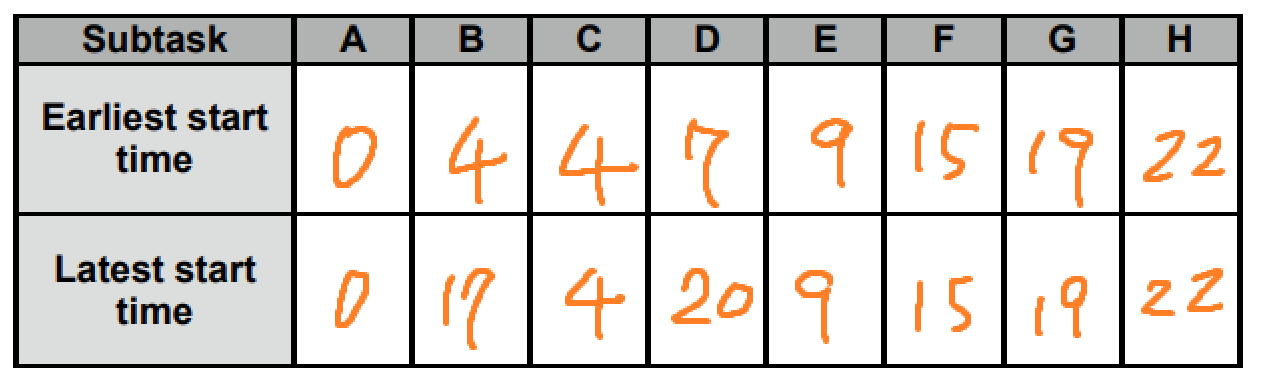 Subtask A B C D E F G H
Earliest start
time 0 4 4 7 9 15 19 22
Latest start
time 0 17 4 20 9 15 19 22